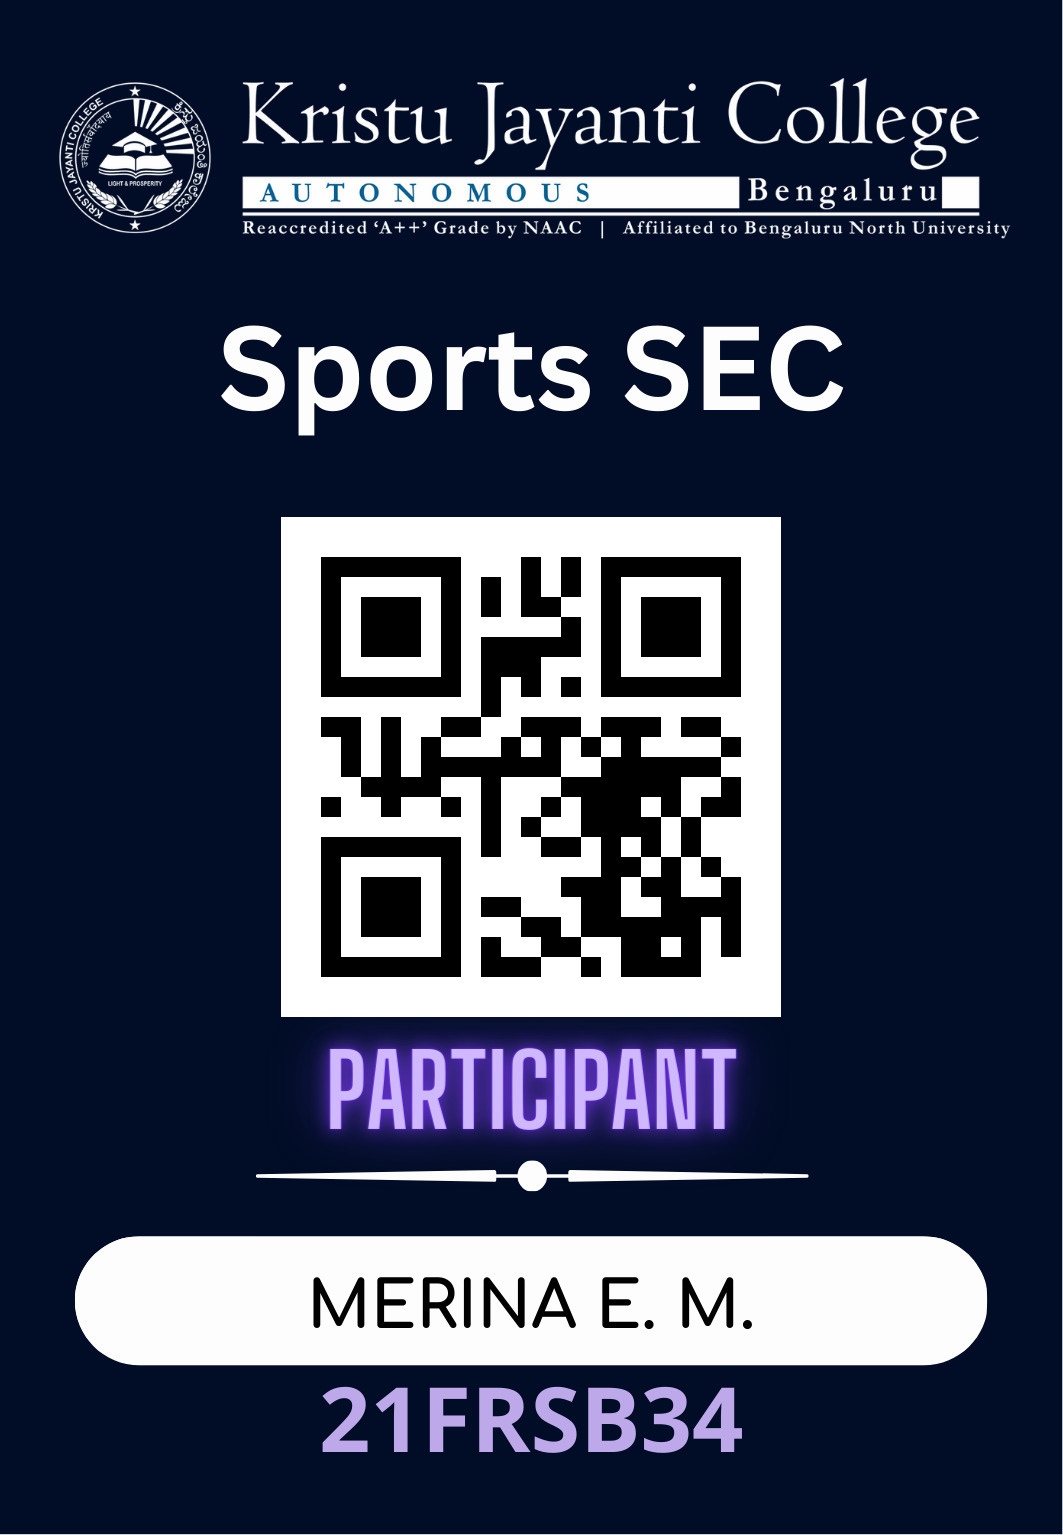 KRISTU JAYANTI COLLEGE
ಕ್ರಿಸ್ತು ಜಯಂತಿ ಕಾಲೇಜು
LIGHT & PROSPERITY
Kristu Jayanti College
AUTONOMOUS Bengaluru
Reaccredited ‘A++’ Grade by NAAC | Affiliated to Bengaluru North University
Sports SEC
PARTICIPANT
MERINA E. M.
21FRSB34